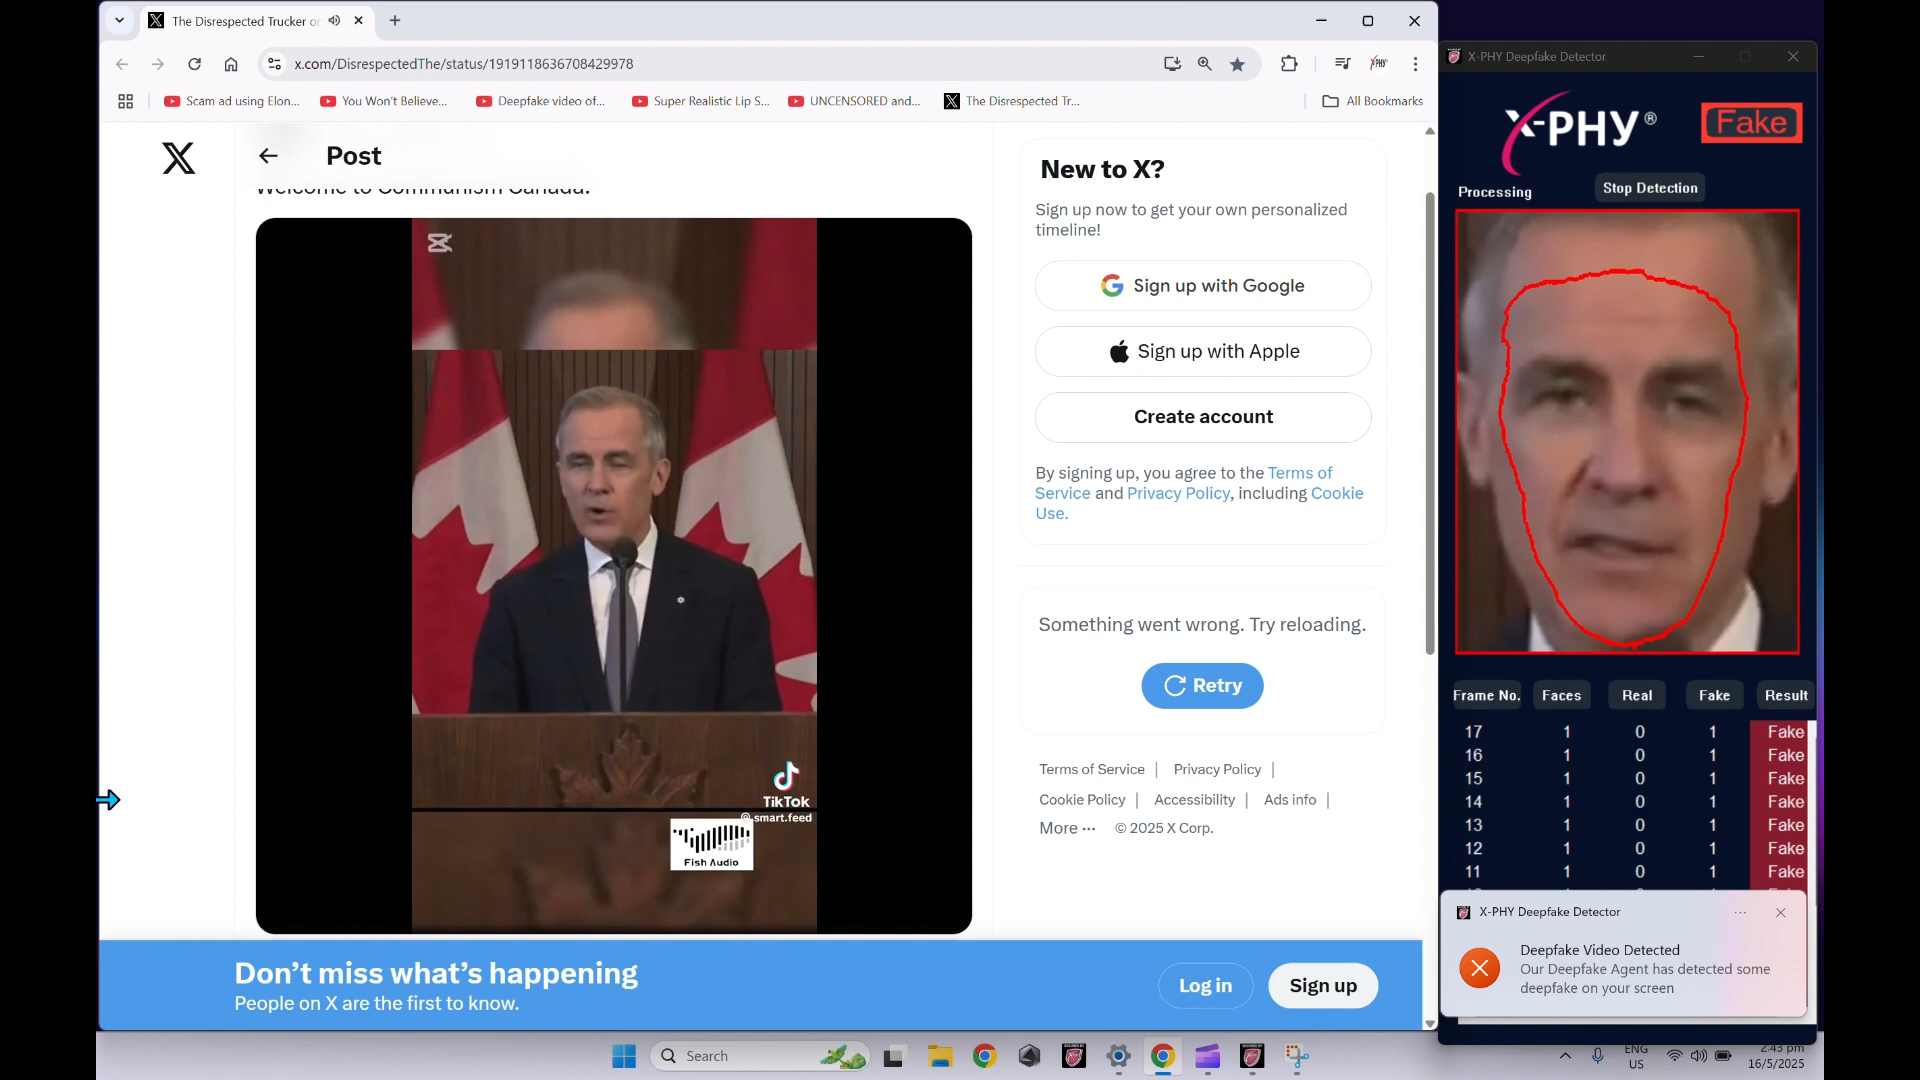 The Disrespected Trucker or
x.com/DisrespectedThe/status/1919118636708429978
Scam ad using Elon...
You Won't Believe...
Deepfake video of...
Super Realistic Lip S...
UNCENSORED and...
The Disrespected Tr...
All Bookmarks
Post
Welcome to Communism Canada.
TikTok
@smart.feed
Fish Audio
New to X?
Sign up now to get your own personalized
timeline!
Sign up with Google
Sign up with Apple
Create account
By signing up, you agree to the Terms of
Service and Privacy Policy, including Cookie
Use.
Something went wrong. Try reloading.
Retry
Terms of Service | Privacy Policy |
Cookie Policy | Accessibility | Ads info |
More ··· © 2025 X Corp.
Don’t miss what’s happening
People on X are the first to know.
Log in
Sign up
X-PHY Deepfake Detector
X-PHY®
Fake
Processing
Stop Detection
Frame No. Faces Real Fake Result
17 1 0 1 Fake
16 1 0 1 Fake
15 1 0 1 Fake
14 1 0 1 Fake
13 1 0 1 Fake
12 1 0 1 Fake
11 1 0 1 Fake
X-PHY Deepfake Detector
Deepfake Video Detected
Our Deepfake Agent has detected some
deepfake on your screen
Search
ENG
US
2:43 pm
16/5/2025